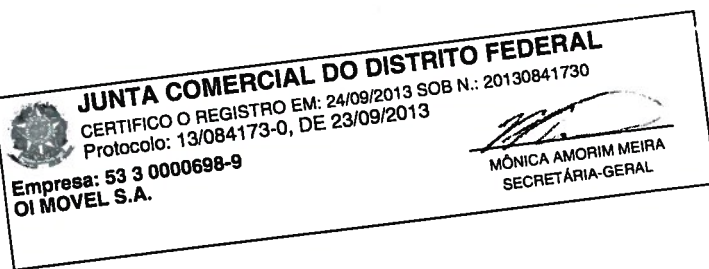 JUNTA COMERCIAL DO DISTRITO FEDERAL
CERTIFICO O REGISTRO EM: 24/09/2013 SOB N.: 20130841730
Protocolo: 13/084173-0, DE 23/09/2013
Empresa: 53 3 0000698-9
OI MOVEL S.A.
MÔNICA AMORIM MEIRA
SECRETÁRIA-GERAL